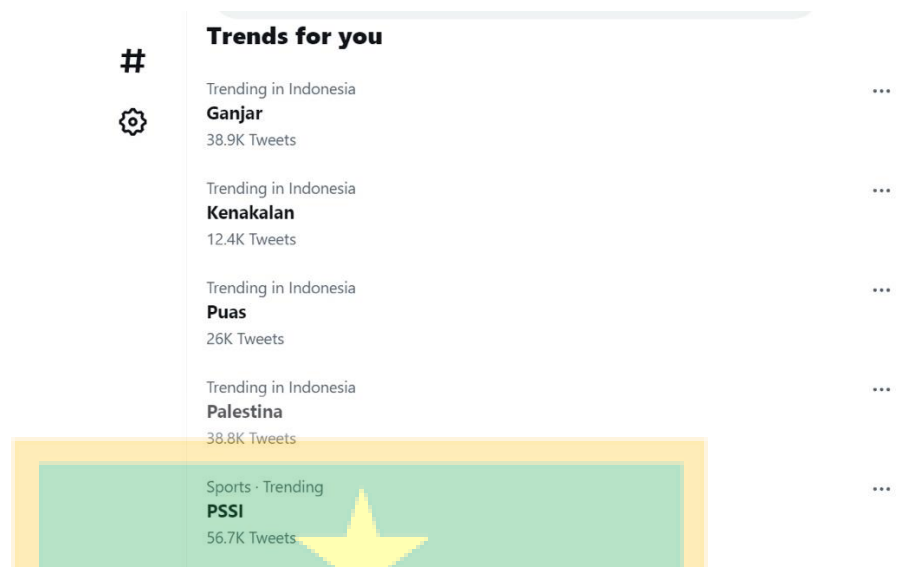 Trends for you
Trending in Indonesia
Ganjar
38.9K Tweets
Trending in Indonesia
Kenakalan
12.4K Tweets
Trending in Indonesia
Puas
26K Tweets
Trending in Indonesia
Palestina
38.8K Tweets
Sports · Trending
PSSI
56.7K Tweets